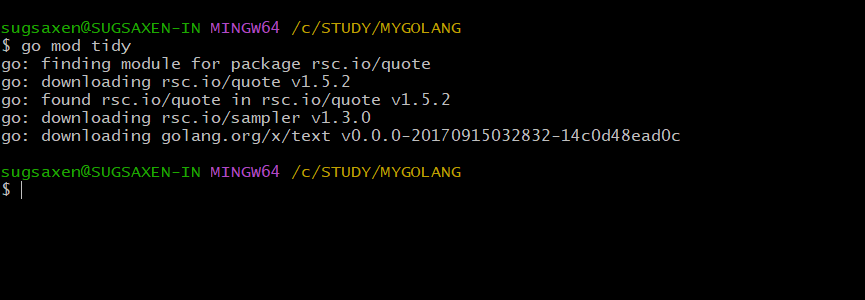 sugsaxen@SUGSAXEN-IN MINGW64 /c/STUDY/MYGOLANG
$ go mod tidy
go: finding module for package rsc.io/quote
go: downloading rsc.io/quote v1.5.2
go: found rsc.io/quote in rsc.io/quote v1.5.2
go: downloading rsc.io/sampler v1.3.0
go: downloading golang.org/x/text v0.0.0-20170915032832-14c0d48ead0c
sugsaxen@SUGSAXEN-IN MINGW64 /c/STUDY/MYGOLANG
$